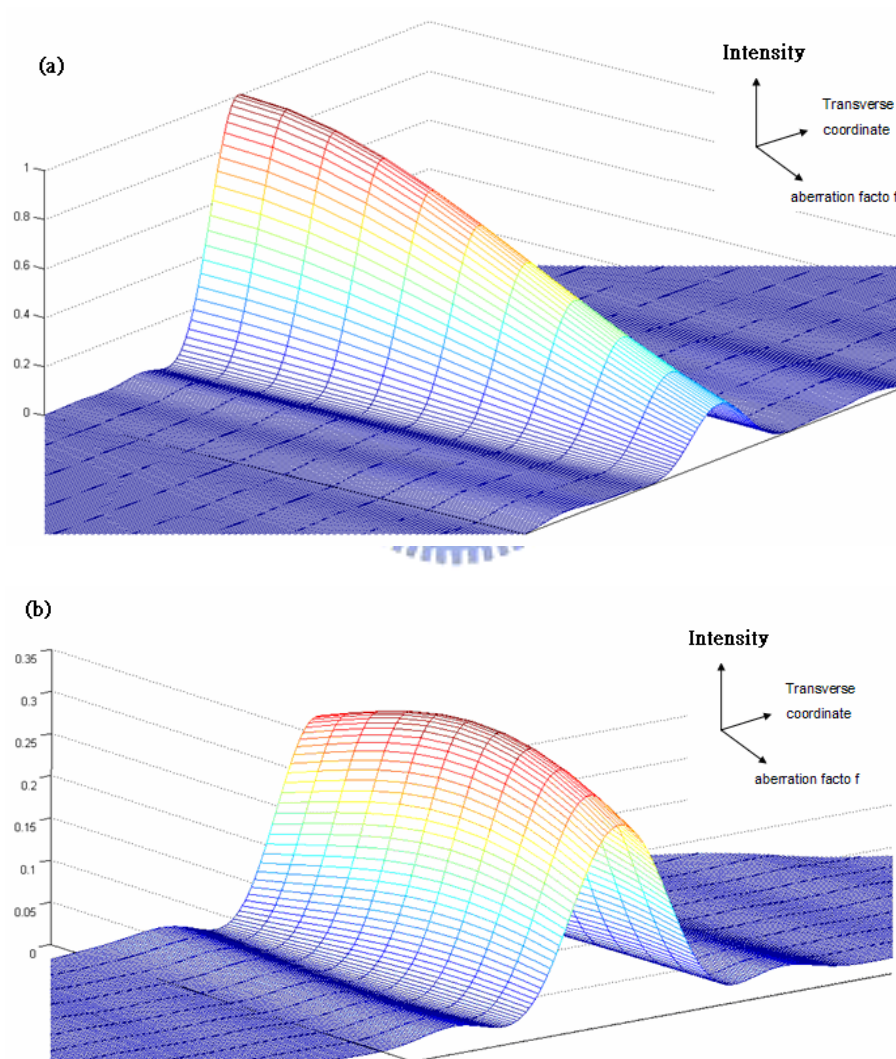 (a)
Intensity
Transverse
coordinate
aberration facto f
1
0.8
0.6
0.4
0.2
0
(b)
Intensity
Transverse
coordinate
aberration facto f
0.35
0.3
0.25
0.2
0.15
0.1
0.05
0